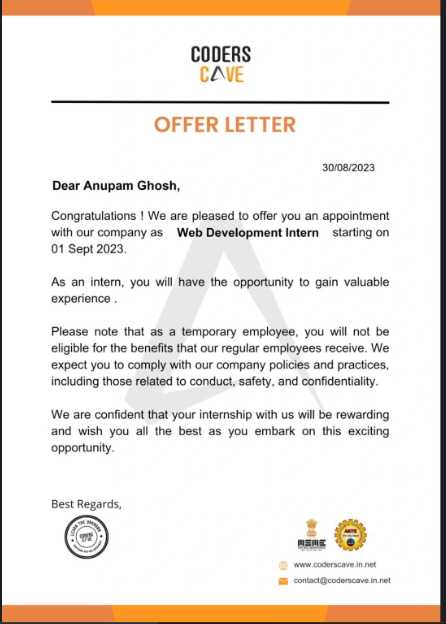 CODERS
CAVE
OFFER LETTER
30/08/2023
Dear Anupam Ghosh,
Congratulations ! We are pleased to offer you an appointment
with our company as Web Development Intern starting on
01 Sept 2023.
As an intern, you will have the opportunity to gain valuable
experience .
Please note that as a temporary employee, you will not be
eligible for the benefits that our regular employees receive. We
expect you to comply with our company policies and practices,
including those related to conduct, safety, and confidentiality.
We are confident that your internship with us will be rewarding
and wish you all the best as you embark on this exciting
opportunity.
Best Regards,
CODERS
CAVE
MSME
AICTE
www.coderscave.in.net
contact@coderscave.in.net